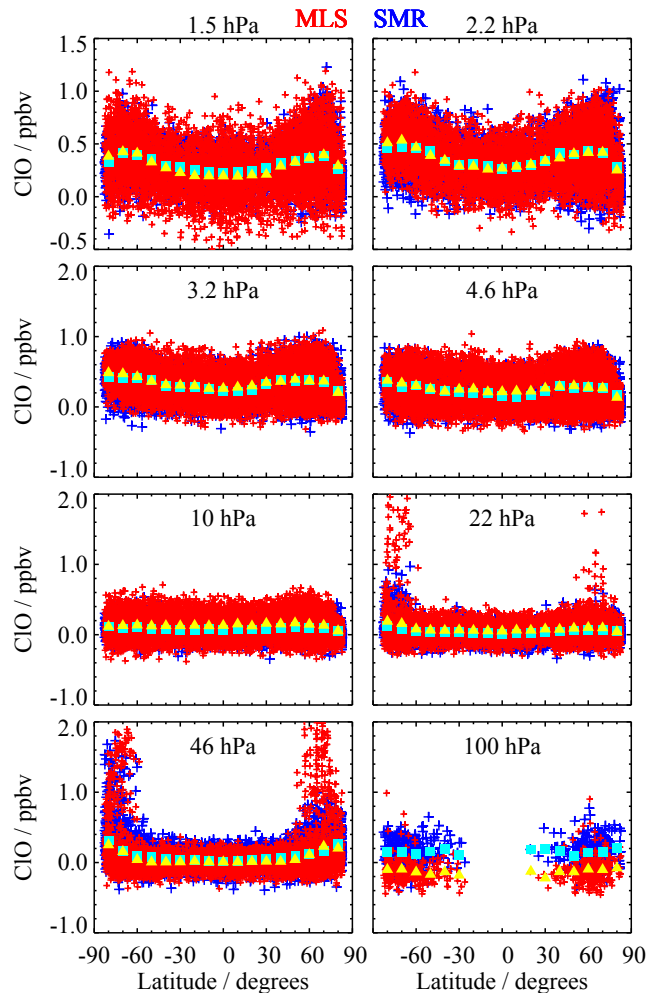 MLS SMR
1.5 hPa 2.2 hPa
1.5
1.0
0.5
0.0
-0.5
ClO / ppbv
3.2 hPa 4.6 hPa
2.0
1.0
0.0
-1.0
ClO / ppbv
10 hPa 22 hPa
2.0
1.0
0.0
-1.0
ClO / ppbv
46 hPa 100 hPa
2.0
1.0
0.0
-1.0
ClO / ppbv
-90 -60 -30 0 30 60 -90 -60 -30 0 30 60 90
Latitude / degrees Latitude / degrees